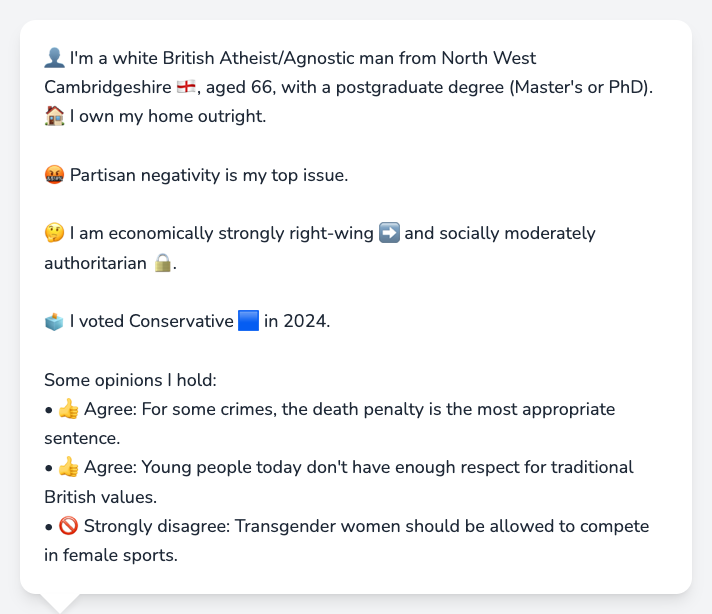 👤 I'm a white British Atheist/Agnostic man from North West
Cambridgeshire 🏴󠁧󠁢󠁥󠁮󠁧󠁿, aged 66, with a postgraduate degree (Master's or PhD).
🏠 I own my home outright.
🤬 Partisan negativity is my top issue.
🤔 I am economically strongly right-wing ➡️ and socially moderately
authoritarian 🔒.
🗳️ I voted Conservative 🟦 in 2024.
Some opinions I hold:
• 👍 Agree: For some crimes, the death penalty is the most appropriate
sentence.
• 👍 Agree: Young people today don't have enough respect for traditional
British values.
• 🚫 Strongly disagree: Transgender women should be allowed to compete
in female sports.